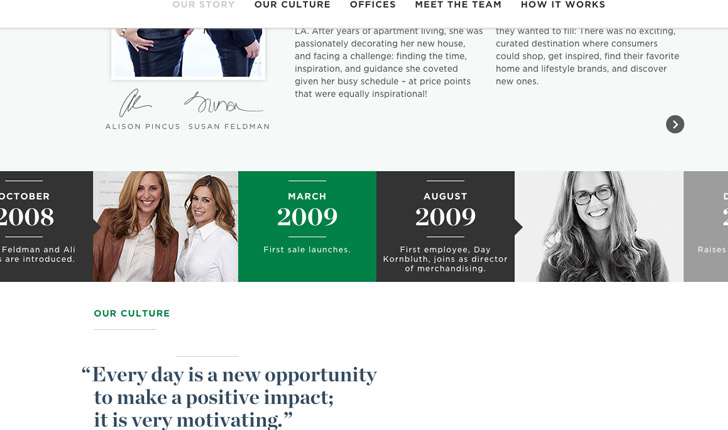 OUR STORY OUR CULTURE OFFICES MEET THE TEAM HOW IT WORKS
LA. After years of apartment living, she was
passionately decorating her new house,
and facing a challenge: finding the time,
inspiration, and guidance she coveted
given her busy schedule – at price points
that were equally inspirational!
they wanted to fill: There was no exciting,
curated destination where consumers
could shop, get inspired, find their favorite
home and lifestyle brands, and discover
new ones.
ALISON PINCUS SUSAN FELDMAN
OCTOBER
2008
Feldman and Ali
are introduced.
MARCH
2009
First sale launches.
AUGUST
2009
First employee, Day
Kornbluth, joins as director
of merchandising.
Raises
OUR CULTURE
“Every day is a new opportunity
to make a positive impact;
it is very motivating.”